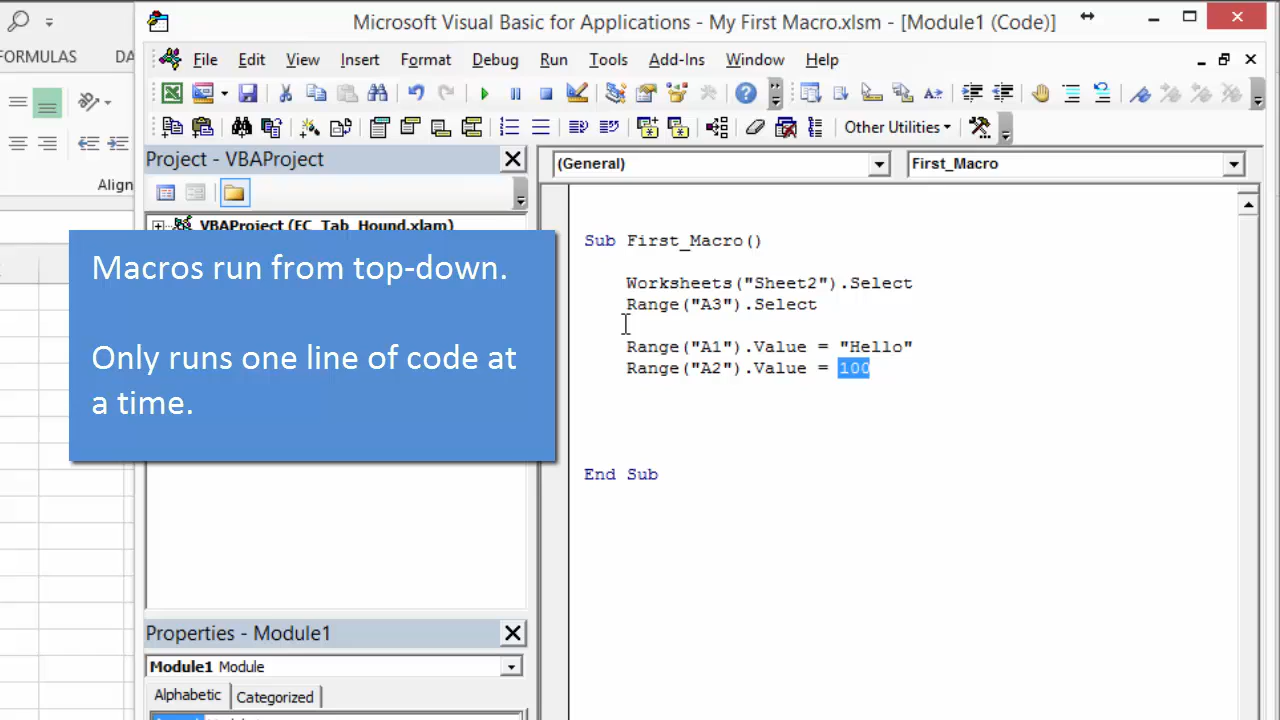 Microsoft Visual Basic for Applications - My First Macro.xlsm - [Module1 (Code)]
FORMULAS DA
File Edit View Insert Format Debug Run Tools Add-Ins Window Help
Other Utilities
Project - VBAProject
(General) First_Macro
Align
VBAProject (FC_Tab_Hound.xlam)
Macros run from top-down.
Only runs one line of code at
a time.
Sub First_Macro()
Worksheets("Sheet2").Select
Range("A3").Select
Range("A1").Value = "Hello"
Range("A2").Value = 100
End Sub
Properties - Module1
Module1 Module
Alphabetic Categorized